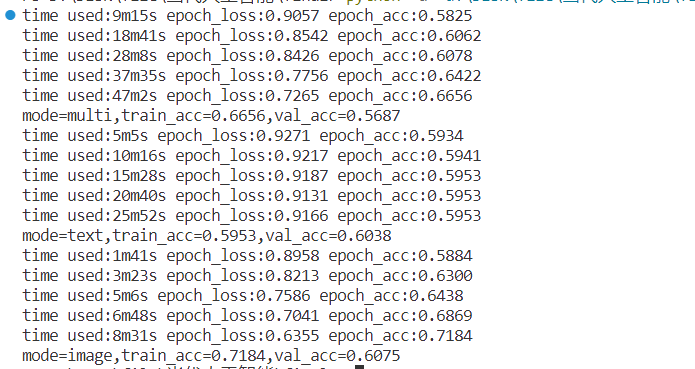 time used:9m15s epoch_loss:0.9057 epoch_acc:0.5825
time used:18m41s epoch_loss:0.8542 epoch_acc:0.6062
time used:28m8s epoch_loss:0.8426 epoch_acc:0.6078
time used:37m35s epoch_loss:0.7756 epoch_acc:0.6422
time used:47m2s epoch_loss:0.7265 epoch_acc:0.6656
mode=multi,train_acc=0.6656,val_acc=0.5687
time used:5m5s epoch_loss:0.9271 epoch_acc:0.5934
time used:10m16s epoch_loss:0.9217 epoch_acc:0.5941
time used:15m28s epoch_loss:0.9187 epoch_acc:0.5953
time used:20m40s epoch_loss:0.9131 epoch_acc:0.5953
time used:25m52s epoch_loss:0.9166 epoch_acc:0.5953
mode=text,train_acc=0.5953,val_acc=0.6038
time used:1m41s epoch_loss:0.8958 epoch_acc:0.5884
time used:3m23s epoch_loss:0.8213 epoch_acc:0.6300
time used:5m6s epoch_loss:0.7586 epoch_acc:0.6438
time used:6m48s epoch_loss:0.7041 epoch_acc:0.6869
time used:8m31s epoch_loss:0.6355 epoch_acc:0.7184
mode=image,train_acc=0.7184,val_acc=0.6075